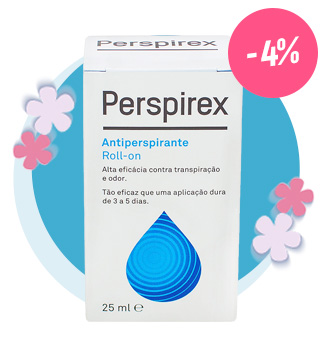 -4%
Perspirex
Perspirex
Antiperspirante
Roll-on
Alta eficácia contra transpiração
e odor.
Tão eficaz que uma aplicação dura
de 3 a 5 dias.
25 ml ℮